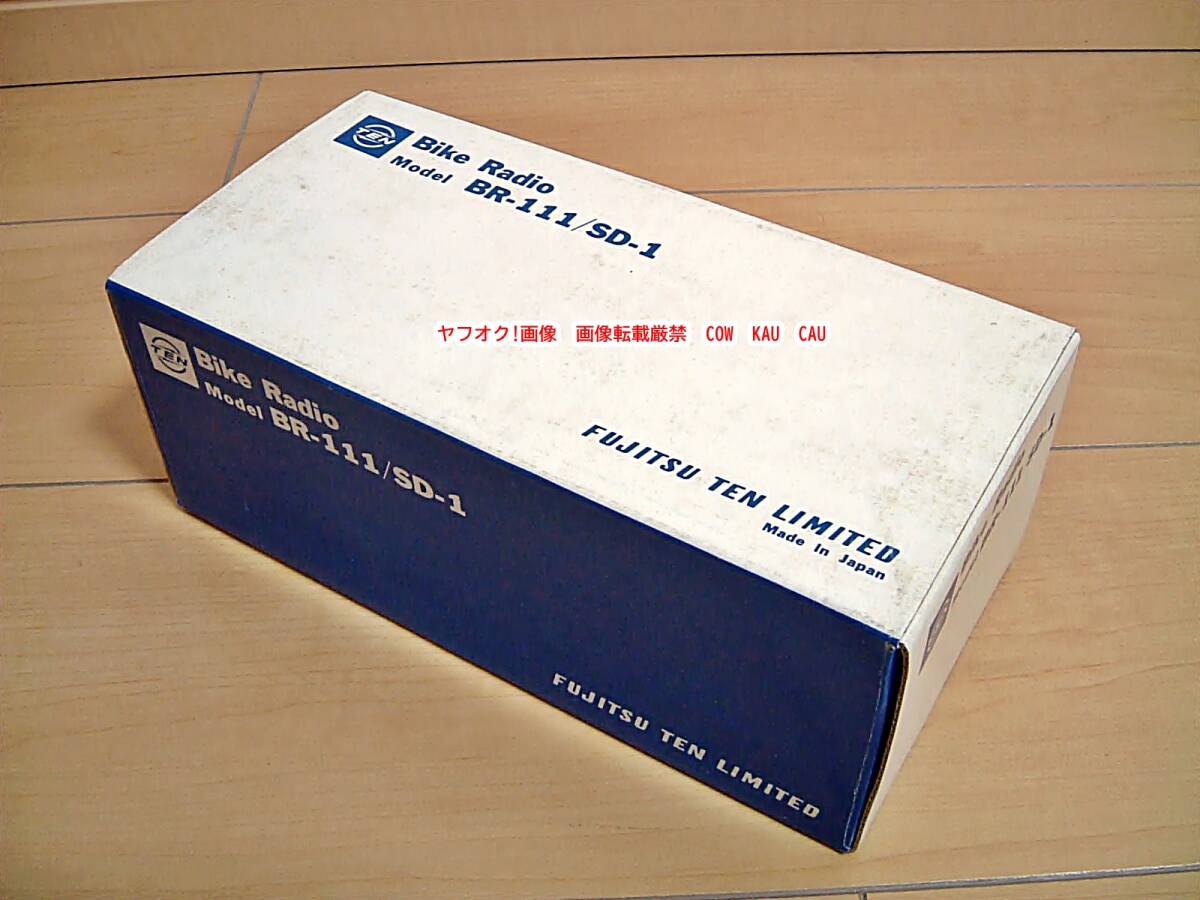 TEN
Bike Radio
Model BR-111/SD-1
ヤフオク!画像 画像転載厳禁 COW KAU CAU
FUJITSU TEN LIMITED
Made In Japan
TEN
Bike Radio
Model BR-111/SD-1
FUJITSU TEN LIMITED